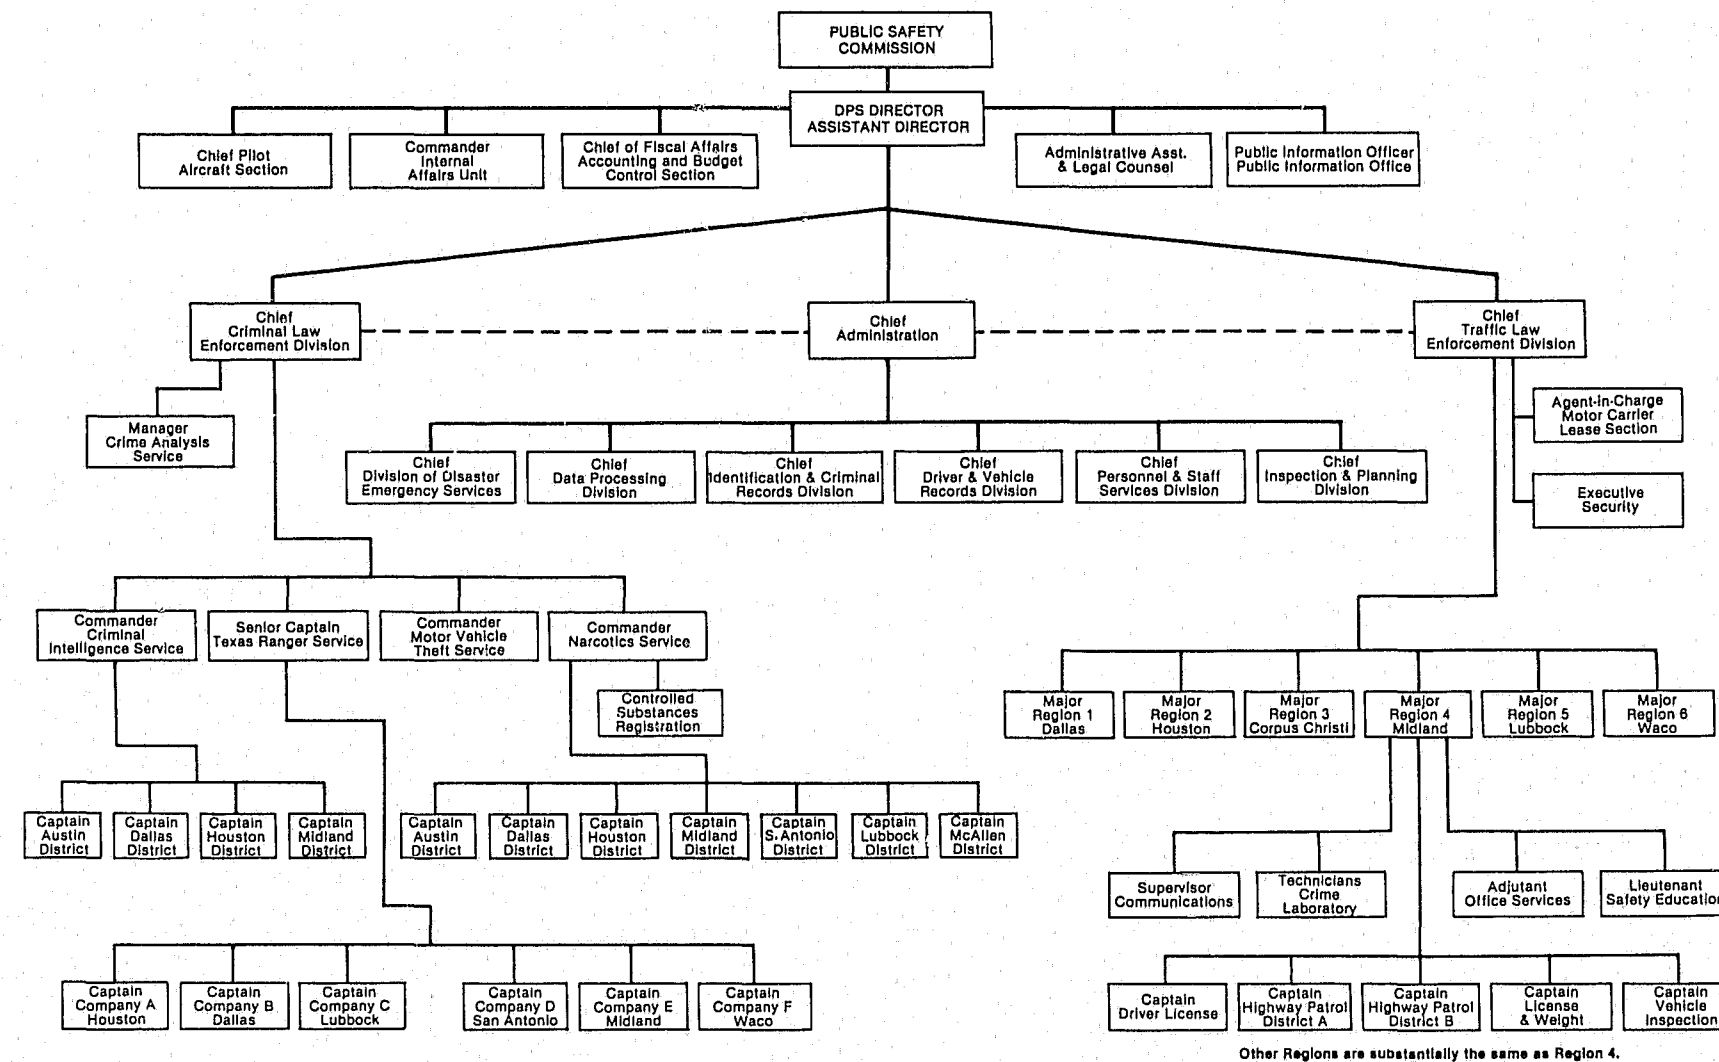 PUBLIC SAFETY
COMMISSION
DPS DIRECTOR
ASSISTANT DIRECTOR
Chief Pilot
Aircraft Section
Commander
Internal
Affairs Unit
Chief of Fiscal Affairs
Accounting and Budget
Control Section
Administrative Asst.
& Legal Counsel
Public Information Officer
Public Information Office
Chief
Criminal Law
Enforcement Division
Chief
Administration
Chief
Traffic Law
Enforcement Division
Manager
Crime Analysis
Service
Agent-in-Charge
Motor Carrier
Lease Section
Executive
Security
Chief
Division of Disaster
Emergency Services
Chief
Data Processing
Division
Chief
Identification & Criminal
Records Division
Chief
Driver & Vehicle
Records Division
Chief
Personnel & Staff
Services Division
Chief
Inspection & Planning
Division
Commander
Criminal
Intelligence Service
Senior Captain
Texas Ranger Service
Commander
Motor Vehicle
Theft Service
Commander
Narcotics Service
Controlled
Substances
Registration
Major
Region 1
Dallas
Major
Region 2
Houston
Major
Region 3
Corpus Christi
Major
Region 4
Midland
Major
Region 5
Lubbock
Major
Region 6
Waco
Captain
Austin
District
Captain
Dallas
District
Captain
Houston
District
Captain
Midland
District
Captain
Austin
District
Captain
Dallas
District
Captain
Houston
District
Captain
Midland
District
Captain
S. Antonio
District
Captain
Lubbock
District
Captain
McAllen
District
Supervisor
Communications
Technicians
Crime
Laboratory
Adjutant
Office Services
Lieutenant
Safety Education
Captain
Company A
Houston
Captain
Company B
Dallas
Captain
Company C
Lubbock
Captain
Company D
San Antonio
Captain
Company E
Midland
Captain
Company F
Waco
Captain
Driver License
Captain
Highway Patrol
District A
Captain
Highway Patrol
District B
Captain
License
& Weight
Captain
Vehicle
Inspection
Other Regions are substantially the same as Region 4.